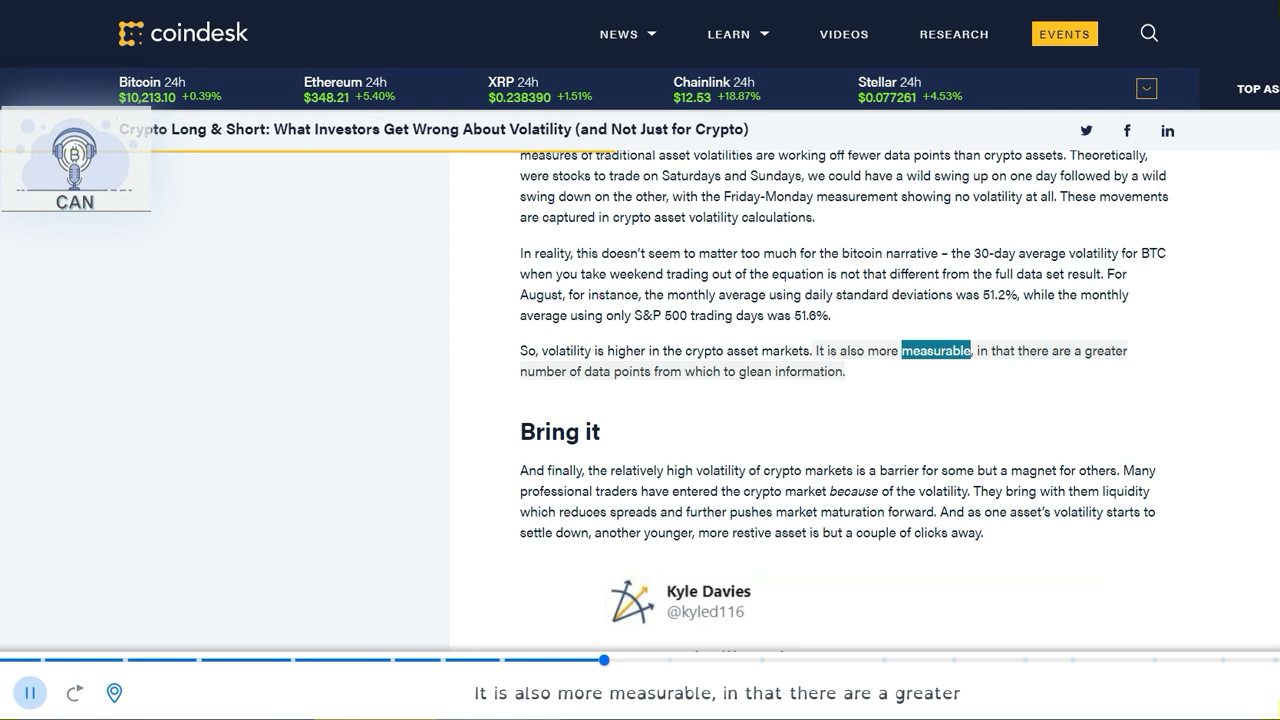 coindesk
NEWS LEARN VIDEOS RESEARCH EVENTS
Bitcoin 24h Ethereum 24h XRP 24h Chainlink 24h Stellar 24h
$10,213.10 +0.39% $348.21 +5.40% $0.238390 +1.51% $12.53 +18.87% $0.077261 +4.53%
TOP AS
Crypto Long & Short: What Investors Get Wrong About Volatility (and Not Just for Crypto)
CAN
measures of traditional asset volatilities are working off fewer data points than crypto assets. Theoretically,
were stocks to trade on Saturdays and Sundays, we could have a wild swing up on one day followed by a wild
swing down on the other, with the Friday-Monday measurement showing no volatility at all. These movements
are captured in crypto asset volatility calculations.
In reality, this doesn't seem to matter too much for the bitcoin narrative – the 30-day average volatility for BTC
when you take weekend trading out of the equation is not that different from the full data set result. For
August, for instance, the monthly average using daily standard deviations was 51.2%, while the monthly
average using only S&P 500 trading days was 51.6%.
So, volatility is higher in the crypto asset markets. It is also more measurable, in that there are a greater
number of data points from which to glean information.
Bring it
And finally, the relatively high volatility of crypto markets is a barrier for some but a magnet for others. Many
professional traders have entered the crypto market because of the volatility. They bring with them liquidity
which reduces spreads and further pushes market maturation forward. And as one asset's volatility starts to
settle down, another younger, more restive asset is but a couple of clicks away.
Kyle Davies
@kyled116
It is also more measurable, in that there are a greater